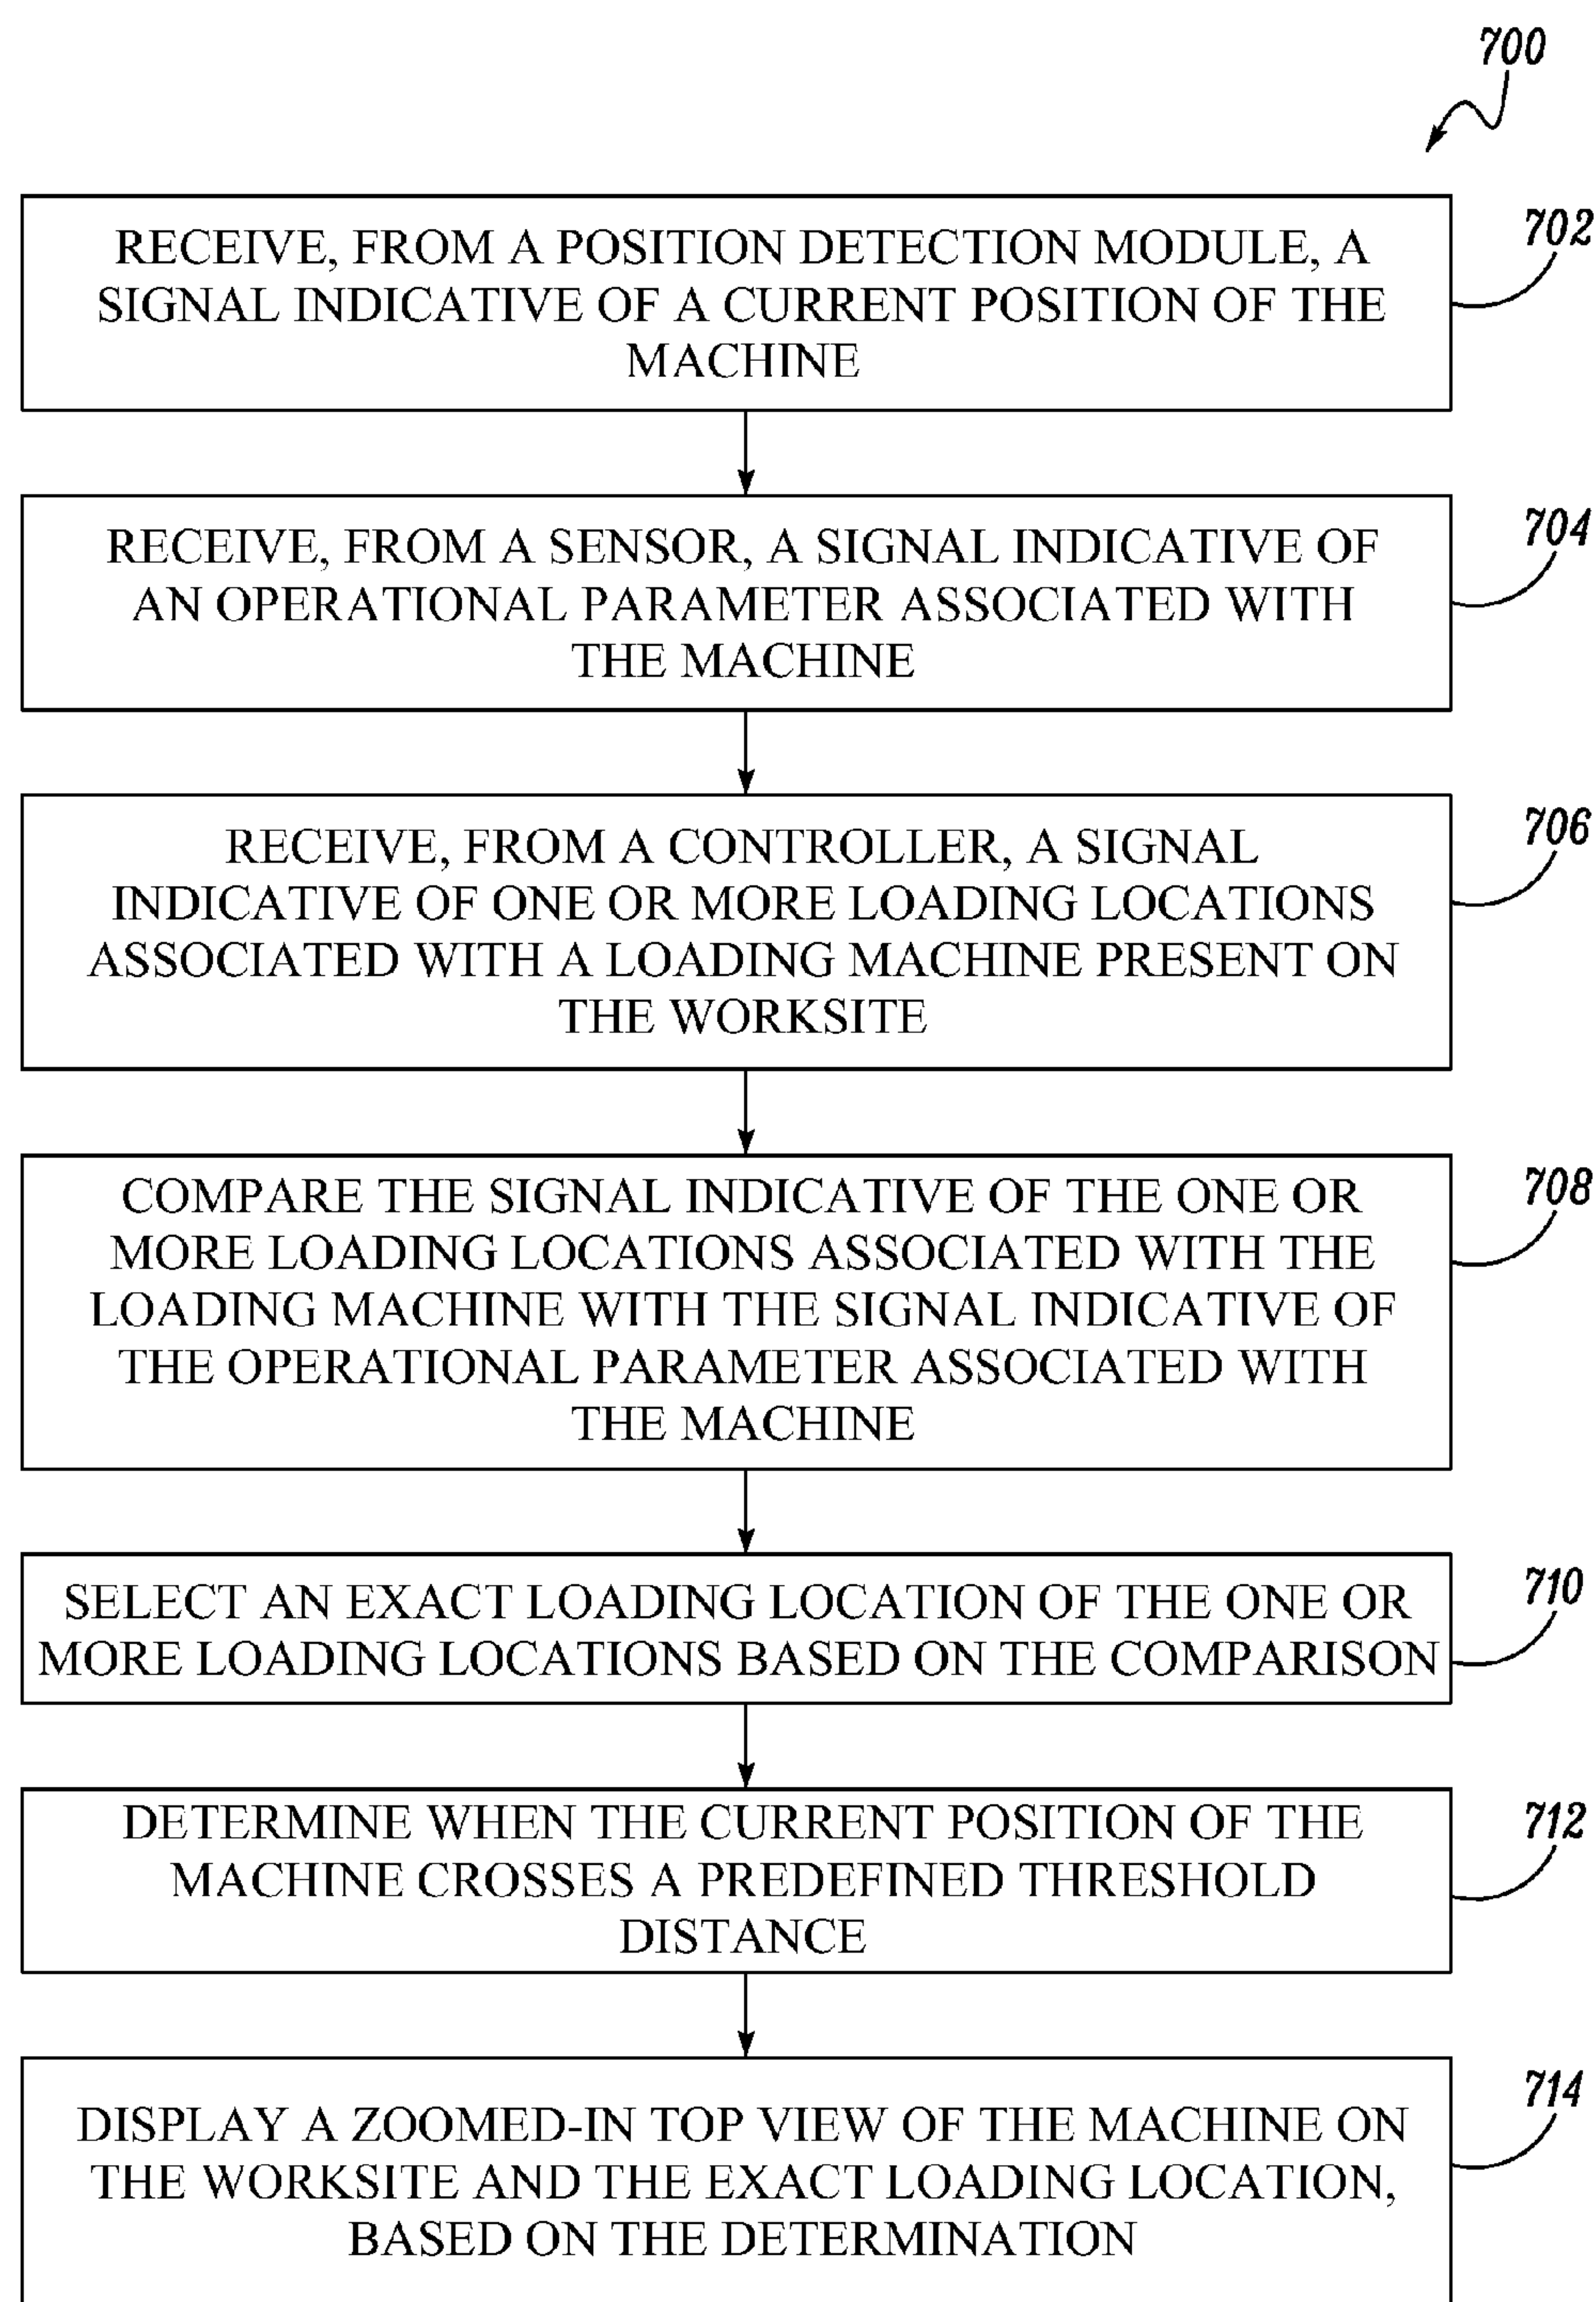 700
RECEIVE, FROM A POSITION DETECTION MODULE, A
SIGNAL INDICATIVE OF A CURRENT POSITION OF THE
MACHINE
702
RECEIVE, FROM A SENSOR, A SIGNAL INDICATIVE OF
AN OPERATIONAL PARAMETER ASSOCIATED WITH
THE MACHINE
704
RECEIVE, FROM A CONTROLLER, A SIGNAL
INDICATIVE OF ONE OR MORE LOADING LOCATIONS
ASSOCIATED WITH A LOADING MACHINE PRESENT ON
THE WORKSITE
706
COMPARE THE SIGNAL INDICATIVE OF THE ONE OR
MORE LOADING LOCATIONS ASSOCIATED WITH THE
LOADING MACHINE WITH THE SIGNAL INDICATIVE OF
THE OPERATIONAL PARAMETER ASSOCIATED WITH
THE MACHINE
708
SELECT AN EXACT LOADING LOCATION OF THE ONE OR
MORE LOADING LOCATIONS BASED ON THE COMPARISON
710
DETERMINE WHEN THE CURRENT POSITION OF THE
MACHINE CROSSES A PREDEFINED THRESHOLD
DISTANCE
712
DISPLAY A ZOOMED-IN TOP VIEW OF THE MACHINE ON
THE WORKSITE AND THE EXACT LOADING LOCATION,
BASED ON THE DETERMINATION
714